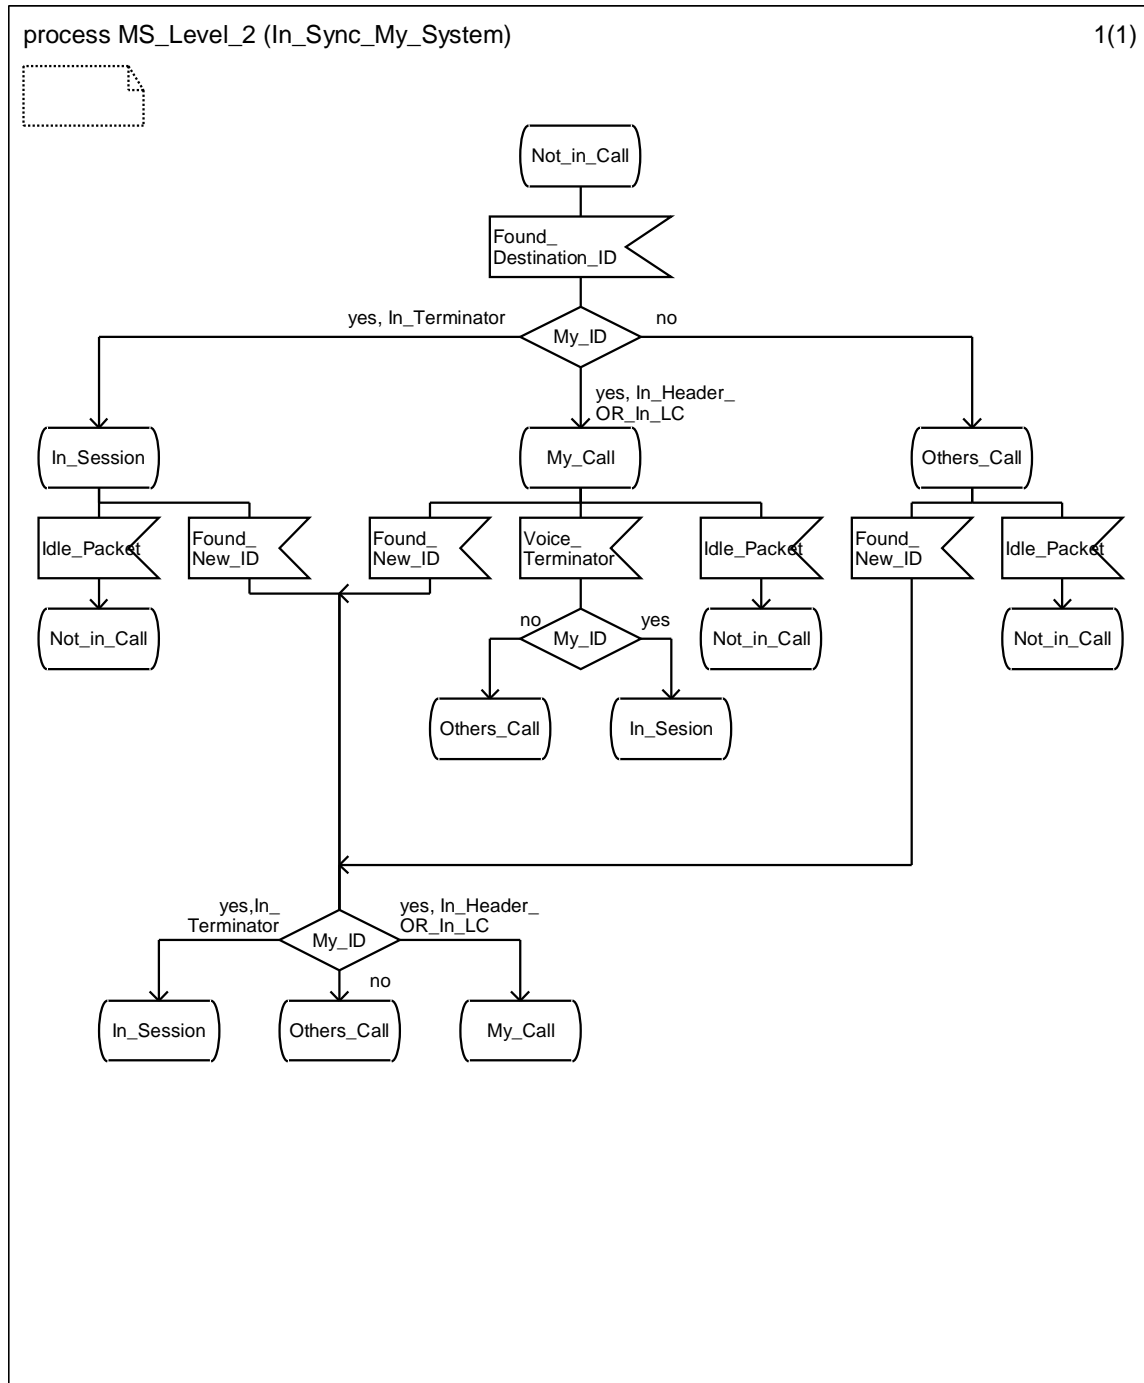 process MS_Level_2 (In_Sync_My_System)
1(1)
Not_in_Call
Found_
Destination_ID
yes, In_Terminator
My_ID
no
yes, In_Header_
OR_In_LC
In_Session
My_Call
Others_Call
Idle_Packet
Found_
New_ID
Found_
New_ID
Voice_
Terminator
Idle_Packet
Found_
New_ID
Idle_Packet
Not_in_Call
no
My_ID
yes
Not_in_Call
Not_in_Call
Others_Call
In_Sesion
yes,In_
Terminator
My_ID
yes, In_Header_
OR_In_LC
no
In_Session
Others_Call
My_Call